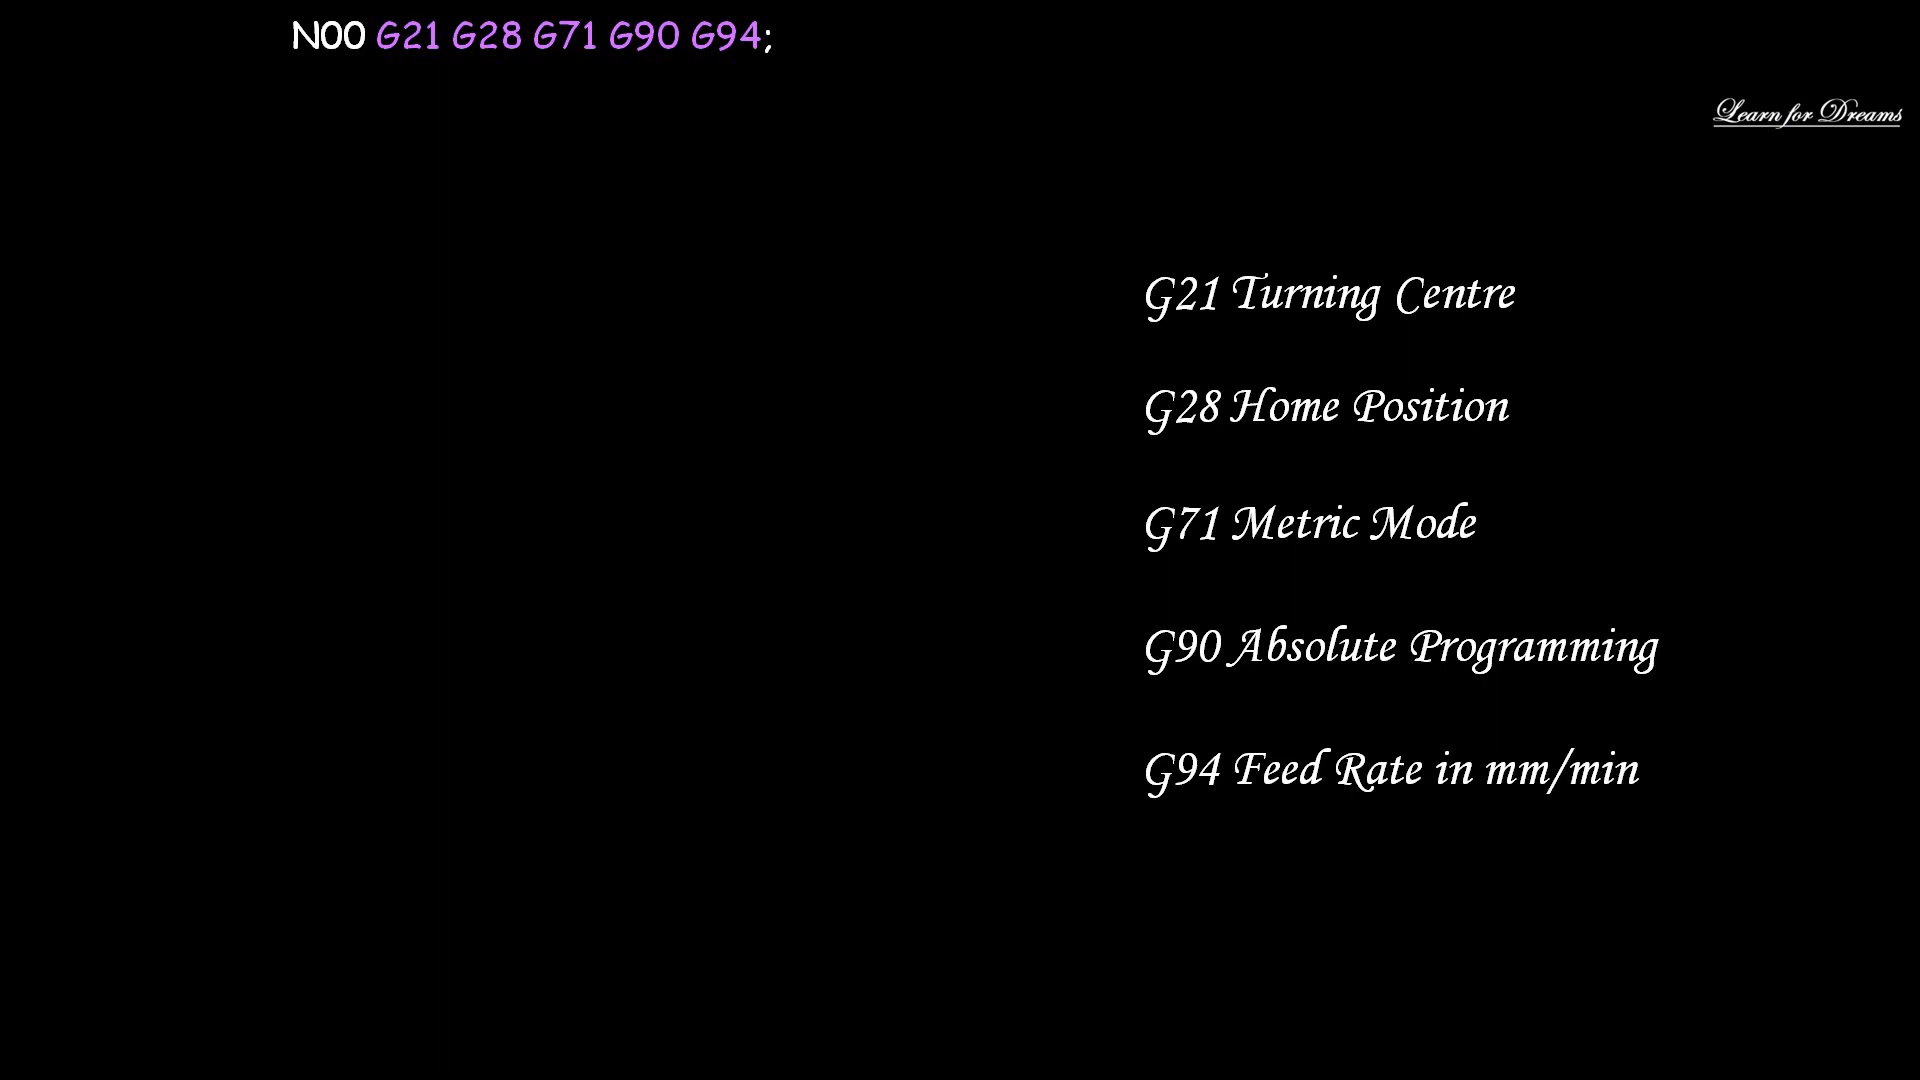 N00 G21 G28 G71 G90 G94;
Learn for Dreams
G21 Turning Centre
G28 Home Position
G71 Metric Mode
G90 Absolute Programming
G94 Feed Rate in mm/min